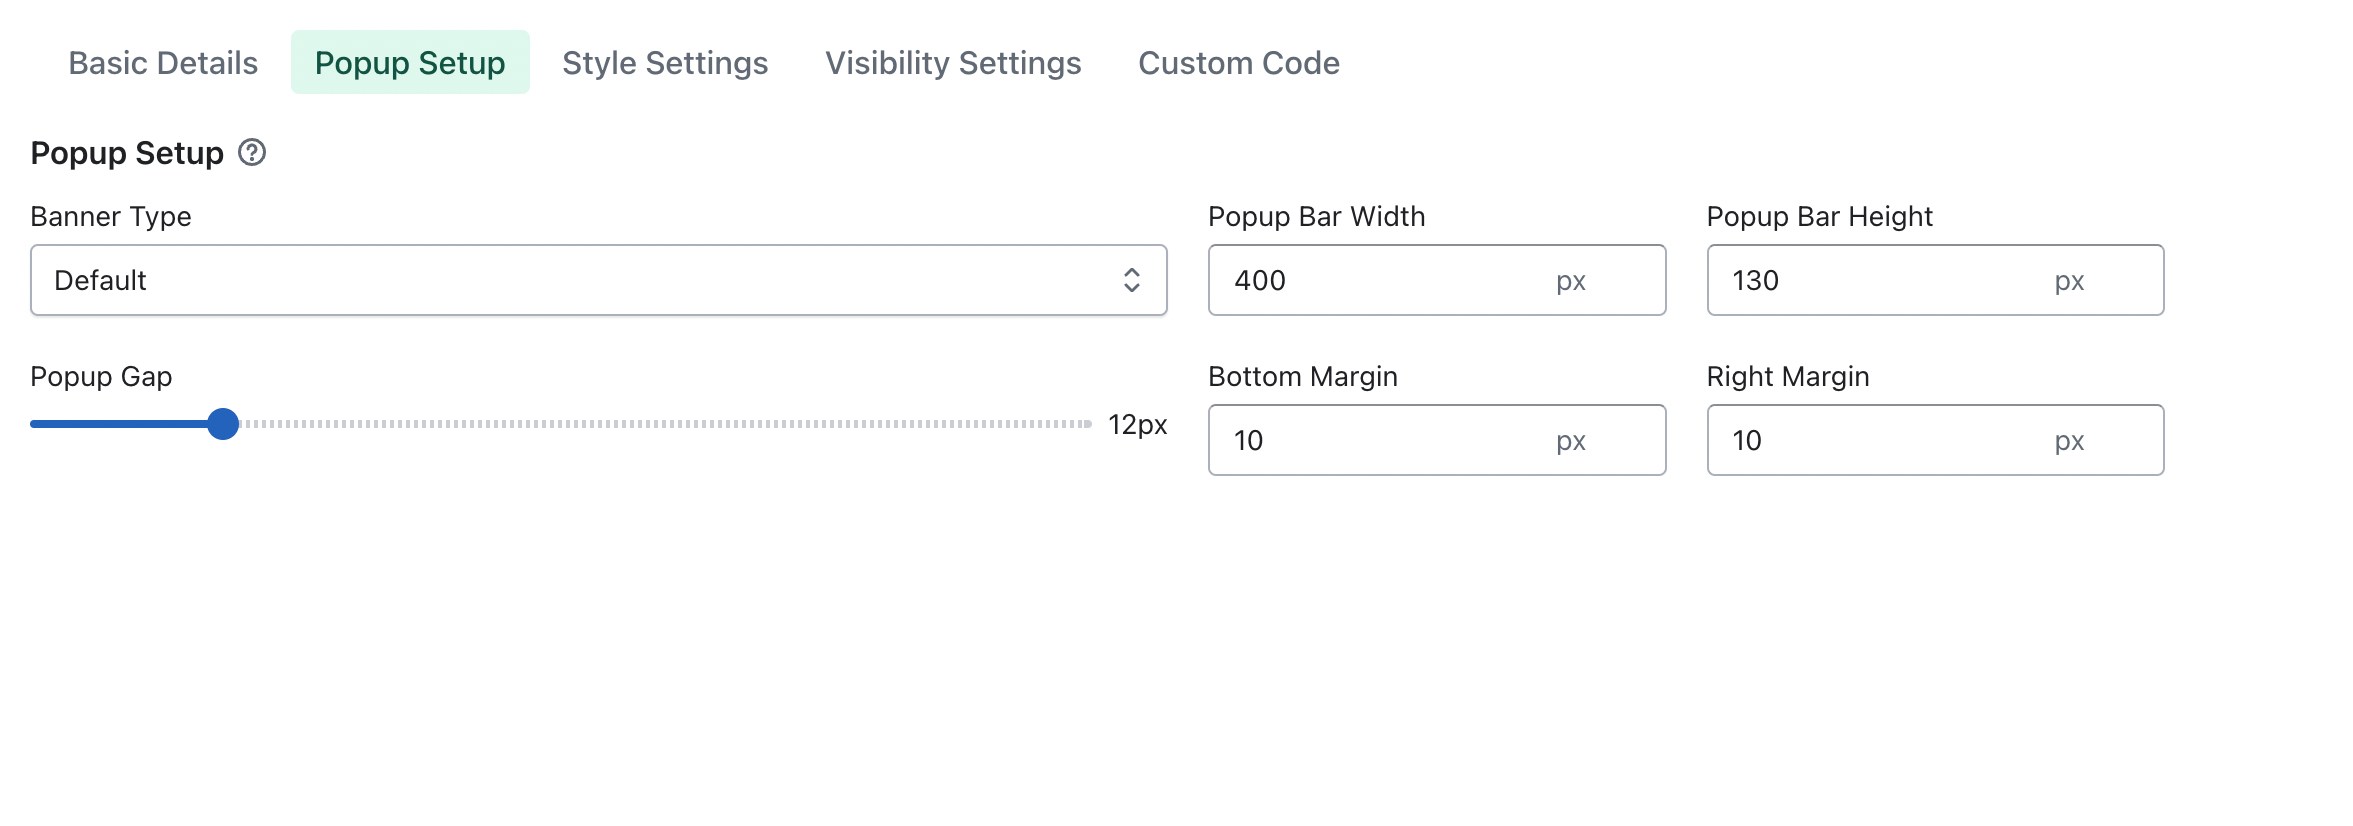 Basic Details Popup Setup Style Settings Visibility Settings Custom Code
Popup Setup
Banner Type Popup Bar Width Popup Bar Height
Default 400 px 130 px
Popup Gap Bottom Margin Right Margin
12px 10 px 10 px